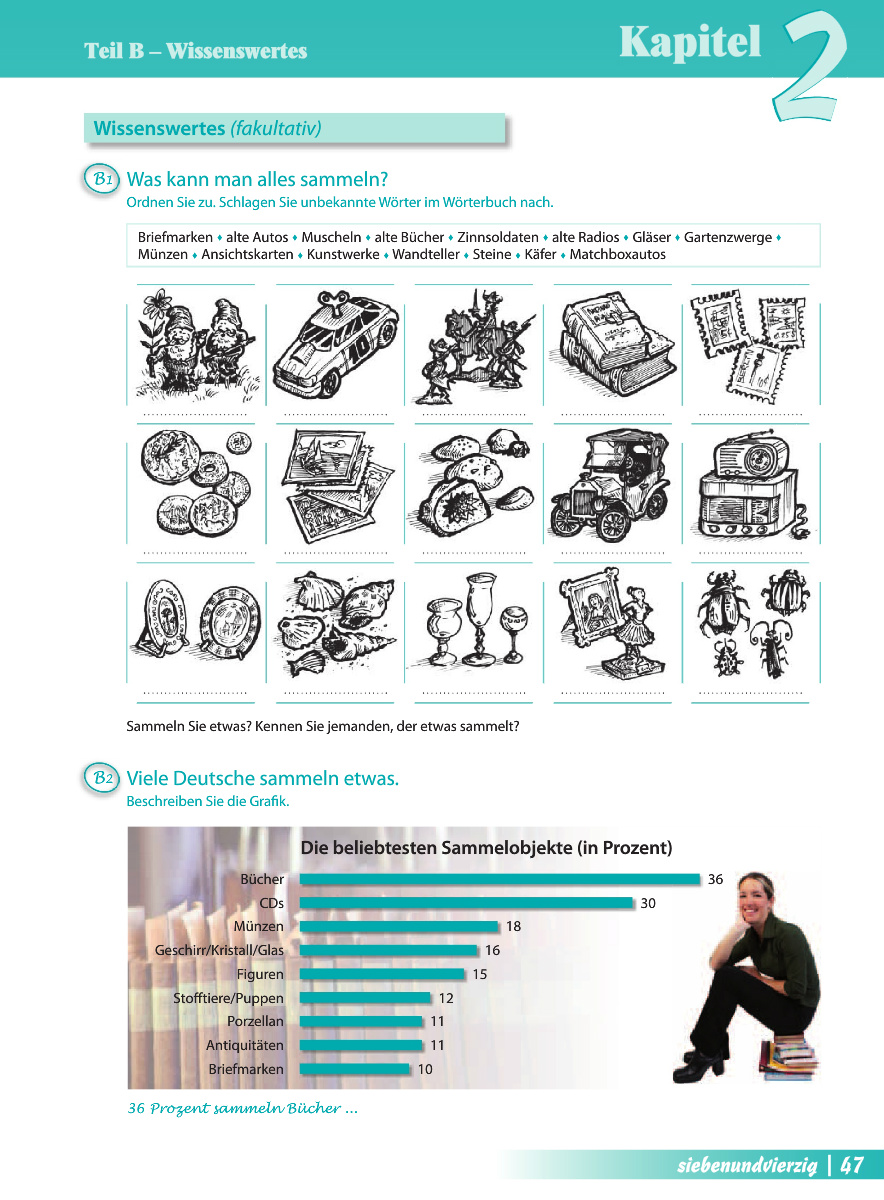 Teil B – Wissenswertes
Kapitel 2
Wissenswertes (fakultativ)
B1 Was kann man alles sammeln?
Ordnen Sie zu. Schlagen Sie unbekannte Wörter im Wörterbuch nach.
Briefmarken ♦ alte Autos ♦ Muscheln ♦ alte Bücher ♦ Zinnsoldaten ♦ alte Radios ♦ Gläser ♦ Gartenzwerge ♦
Münzen ♦ Ansichtskarten ♦ Kunstwerke ♦ Wandteller ♦ Steine ♦ Käfer ♦ Matchboxautos
10
BERLIN
Sammeln Sie etwas? Kennen Sie jemanden, der etwas sammelt?
B2 Viele Deutsche sammeln etwas.
Beschreiben Sie die Grafik.
Die beliebtesten Sammelobjekte (in Prozent)
Bücher 36
CDs 30
Münzen 18
Geschirr/Kristall/Glas 16
Figuren 15
Stofftiere/Puppen 12
Porzellan 11
Antiquitäten 11
Briefmarken 10
36 Prozent sammeln Bücher ...
siebenundvierzig | 47